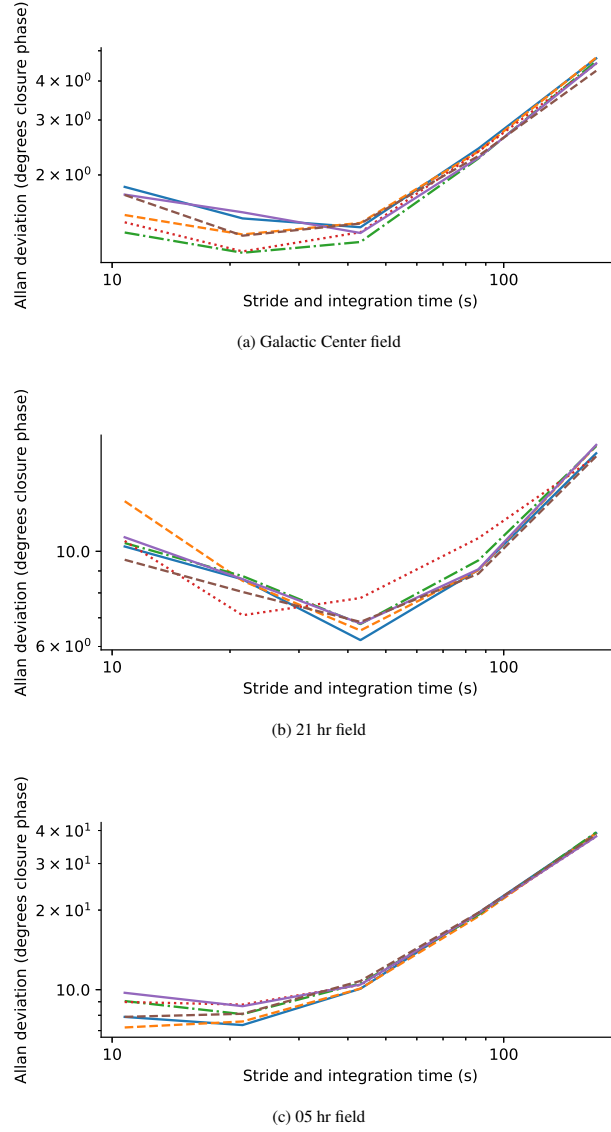 Allan deviation (degrees closure phase)
4 × 10⁰
3 × 10⁰
2 × 10⁰
10 100
Stride and integration time (s)
(a) Galactic Center field
Allan deviation (degrees closure phase)
10.0
6 × 10⁰
10 100
Stride and integration time (s)
(b) 21 hr field
Allan deviation (degrees closure phase)
4 × 10¹
3 × 10¹
2 × 10¹
10.0
10 100
Stride and integration time (s)
(c) 05 hr field